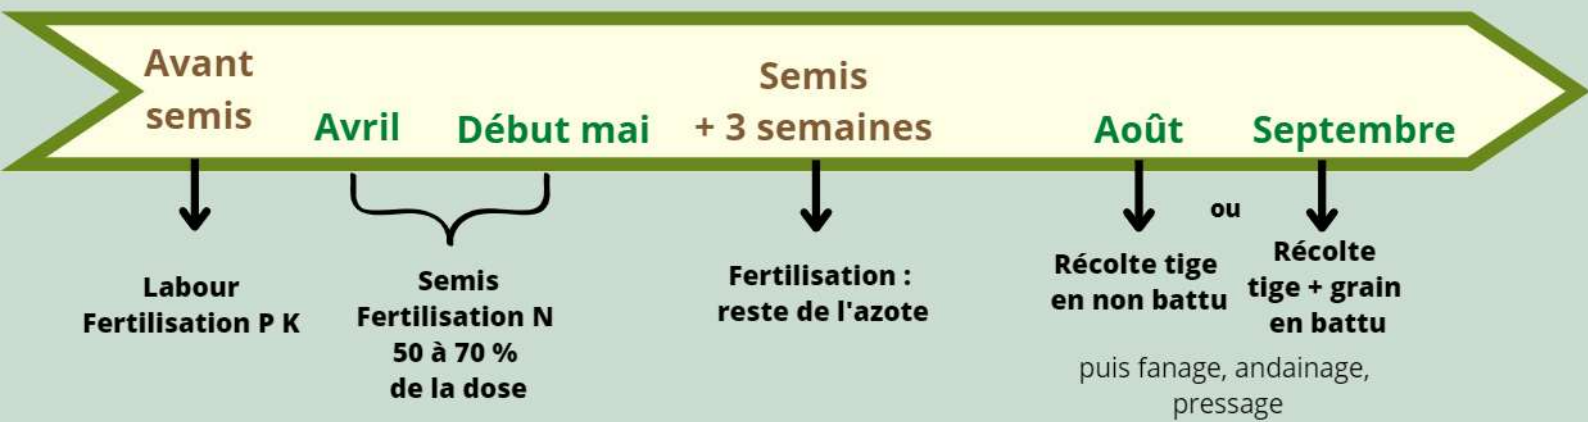 Avant
semis
Avril
Début mai
Semis
+ 3 semaines
Août
Septembre
Labour
Fertilisation P K
Semis
Fertilisation N
50 à 70 %
de la dose
Fertilisation :
reste de l'azote
Récolte tige
en non battu
ou
Récolte
tige + grain
en battu
puis fanage, andainage,
pressage